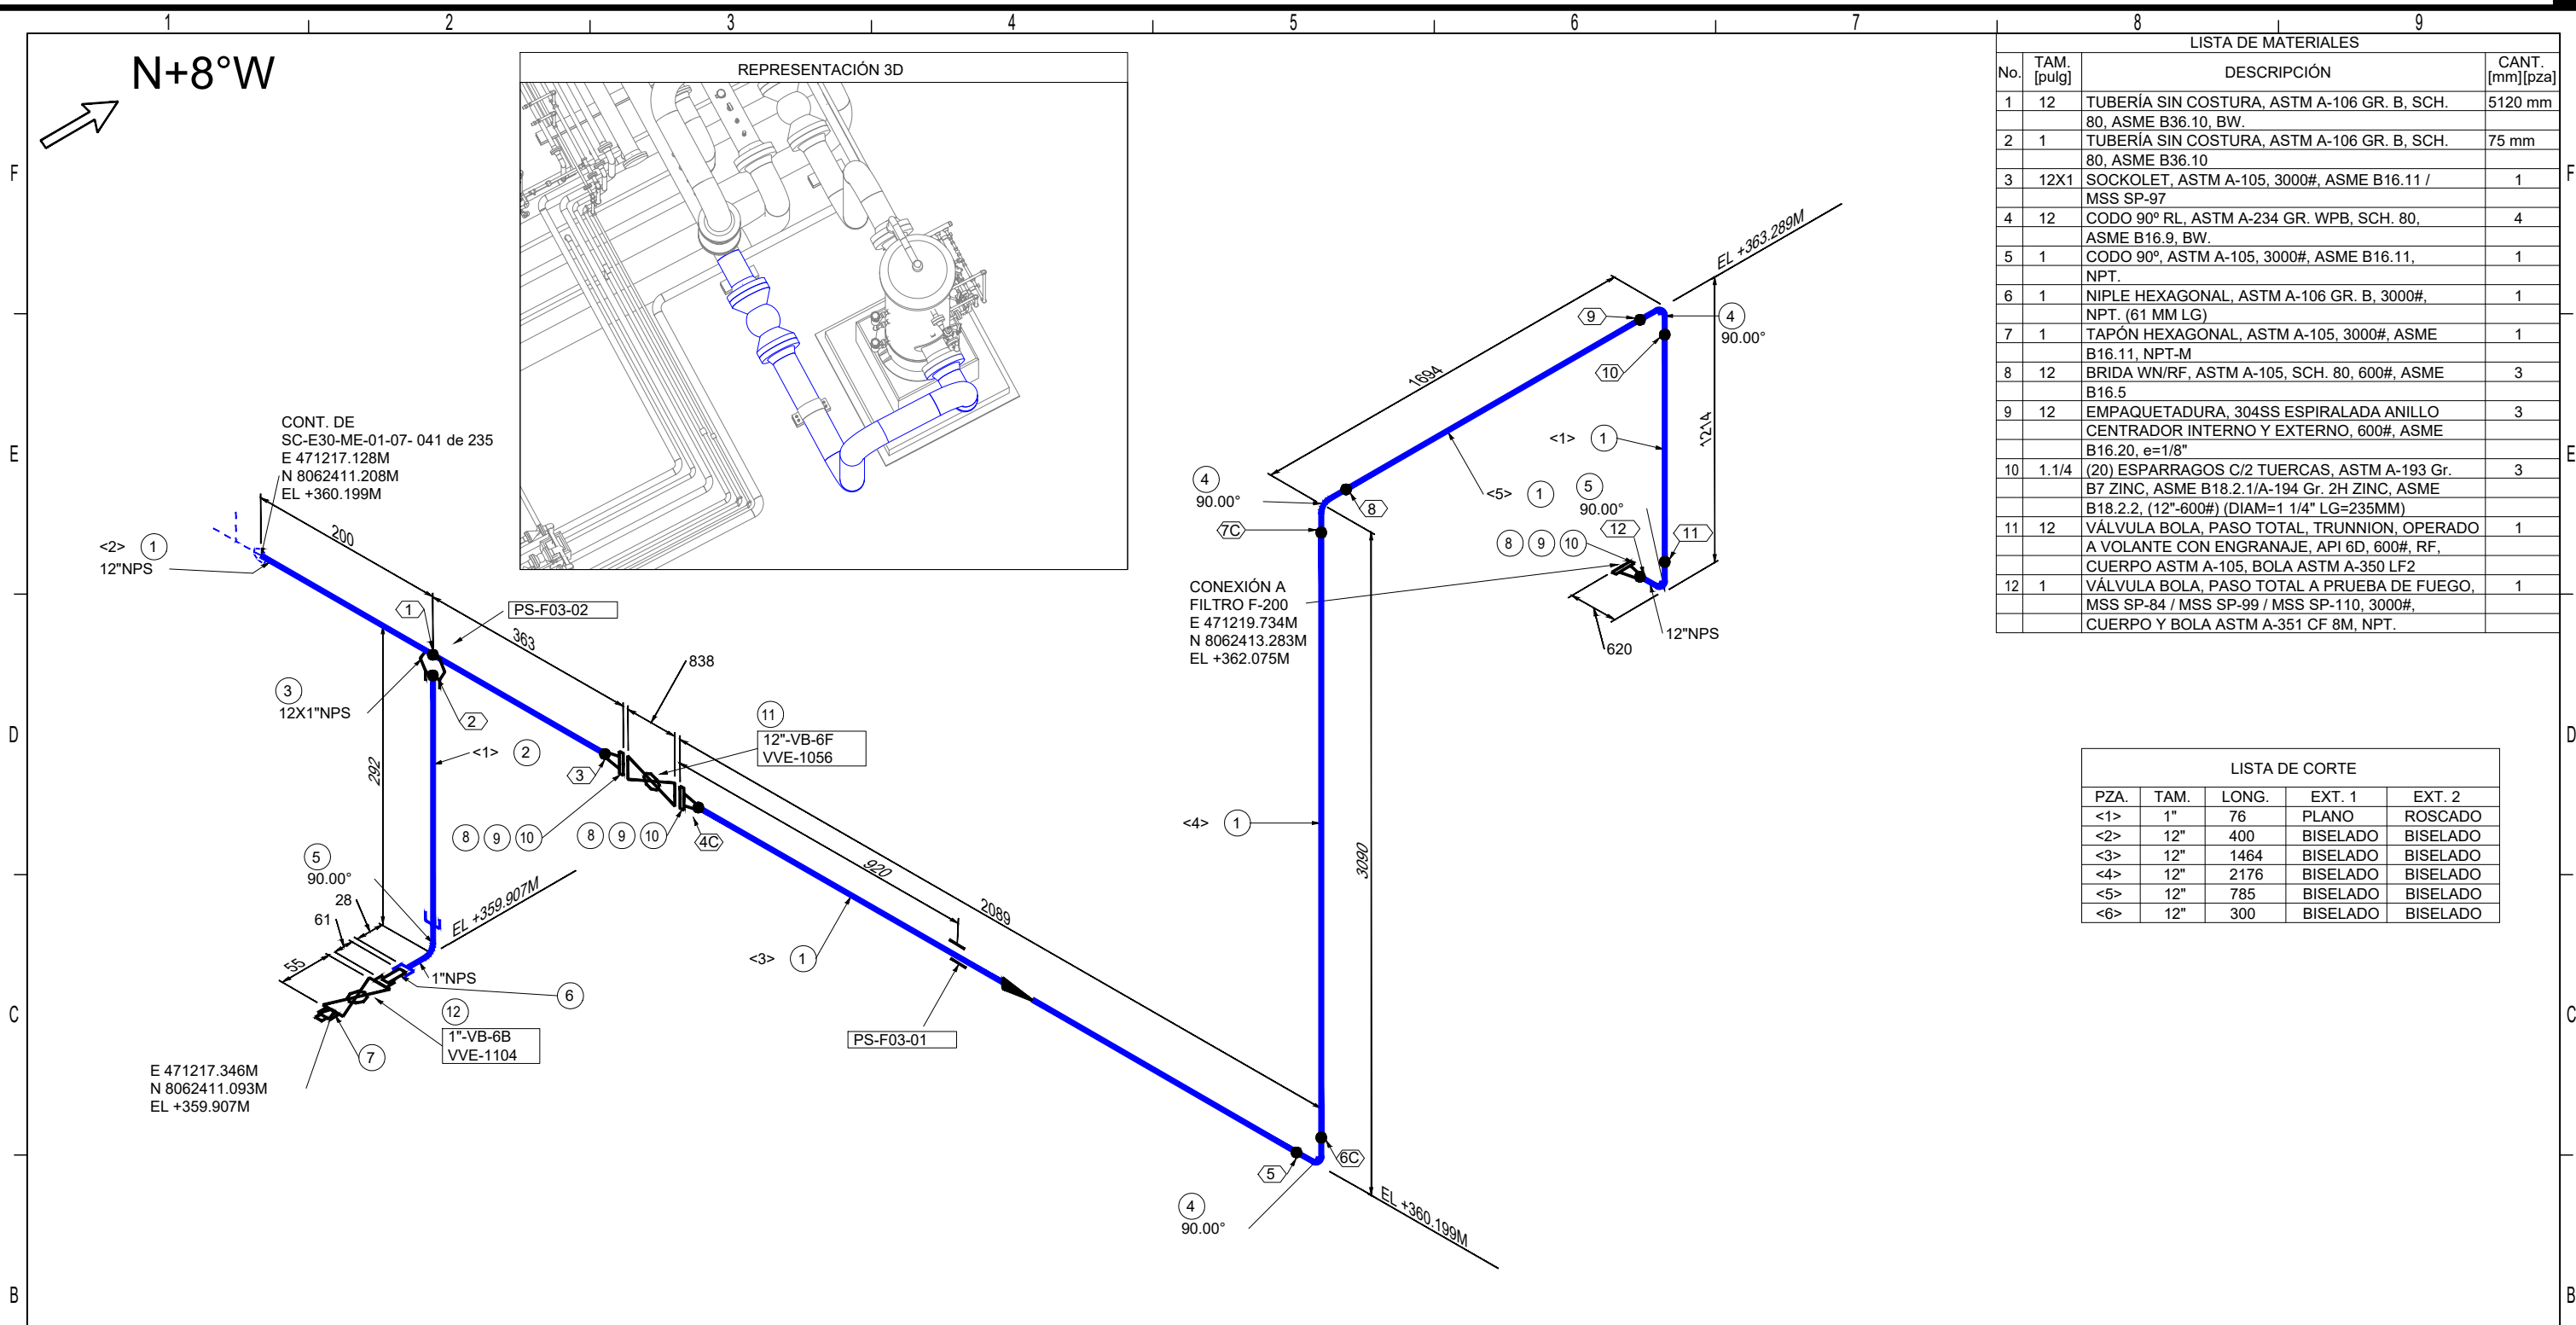 1 2 3 4 5 6 7 8 9
F
E
D
C
B
F
E
D
C
B
N+8°W
REPRESENTACIÓN 3D
CONT. DE
SC-E30-ME-01-07- 041 de 235
E 471217.128M
N 8062411.208M
EL +360.199M
200
<2> 1
12"NPS
1
PS-F03-02
363
838
3
12X1"NPS
2
292
<1> 2
3
11
12"-VB-6F
VVE-1056
8 9 10
8 9 10
4C
5
90.00°
28
61
55
EL +359.907M
1"NPS
6
12
1"-VB-6B
VVE-1104
7
E 471217.346M
N 8062411.093M
EL +359.907M
920
2089
<3> 1
PS-F03-01
5
6C
4
90.00°
EL +360.199M
3090
<4> 1
4
90.00°
7C
8
1694
9
EL +363.289M
4
90.00°
10
1214
<1> 1
<5> 1
5
90.00°
12
11
8 9 10
CONEXIÓN A
FILTRO F-200
E 471219.734M
N 8062413.283M
EL +362.075M
12"NPS
620
LISTA DE MATERIALES
No. TAM. [pulg] DESCRIPCIÓN CANT. [mm][pza]
1 12 TUBERÍA SIN COSTURA, ASTM A-106 GR. B, SCH. 5120 mm
80, ASME B36.10, BW.
2 1 TUBERÍA SIN COSTURA, ASTM A-106 GR. B, SCH. 75 mm
80, ASME B36.10
3 12X1 SOCKOLET, ASTM A-105, 3000#, ASME B16.11 / 1
MSS SP-97
4 12 CODO 90º RL, ASTM A-234 GR. WPB, SCH. 80, 4
ASME B16.9, BW.
5 1 CODO 90º, ASTM A-105, 3000#, ASME B16.11, 1
NPT.
6 1 NIPLE HEXAGONAL, ASTM A-106 GR. B, 3000#, 1
NPT. (61 MM LG)
7 1 TAPÓN HEXAGONAL, ASTM A-105, 3000#, ASME 1
B16.11, NPT-M
8 12 BRIDA WN/RF, ASTM A-105, SCH. 80, 600#, ASME 3
B16.5
9 12 EMPAQUETADURA, 304SS ESPIRALADA ANILLO 3
CENTRADOR INTERNO Y EXTERNO, 600#, ASME
B16.20, e=1/8"
10 1.1/4 (20) ESPARRAGOS C/2 TUERCAS, ASTM A-193 Gr. 3
B7 ZINC, ASME B18.2.1/A-194 Gr. 2H ZINC, ASME
B18.2.2, (12"-600#) (DIAM=1 1/4" LG=235MM)
11 12 VÁLVULA BOLA, PASO TOTAL, TRUNNION, OPERADO 1
A VOLANTE CON ENGRANAJE, API 6D, 600#, RF,
CUERPO ASTM A-105, BOLA ASTM A-350 LF2
12 1 VÁLVULA BOLA, PASO TOTAL A PRUEBA DE FUEGO, 1
MSS SP-84 / MSS SP-99 / MSS SP-110, 3000#,
CUERPO Y BOLA ASTM A-351 CF 8M, NPT.
LISTA DE CORTE
PZA. TAM. LONG. EXT. 1 EXT. 2
<1> 1" 76 PLANO ROSCADO
<2> 12" 400 BISELADO BISELADO
<3> 12" 1464 BISELADO BISELADO
<4> 12" 2176 BISELADO BISELADO
<5> 12" 785 BISELADO BISELADO
<6> 12" 300 BISELADO BISELADO